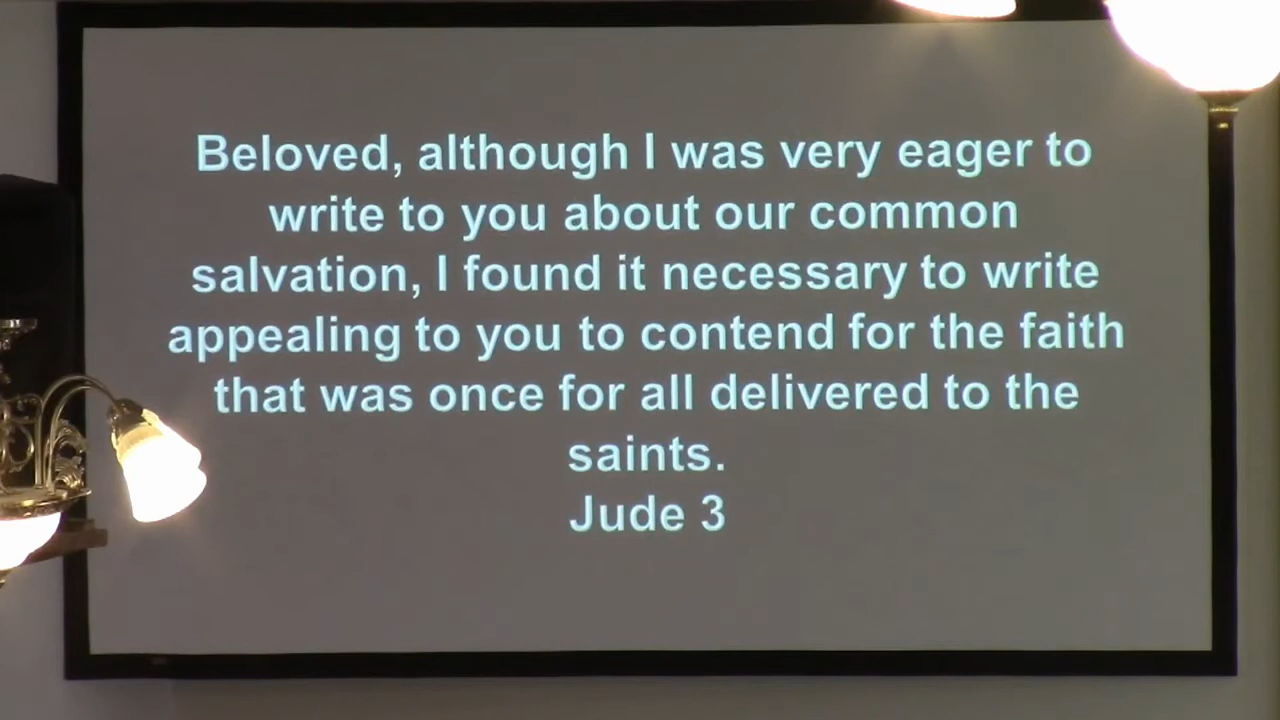 Beloved, although I was very eager to
write to you about our common
salvation, I found it necessary to write
appealing to you to contend for the faith
that was once for all delivered to the
saints.
Jude 3